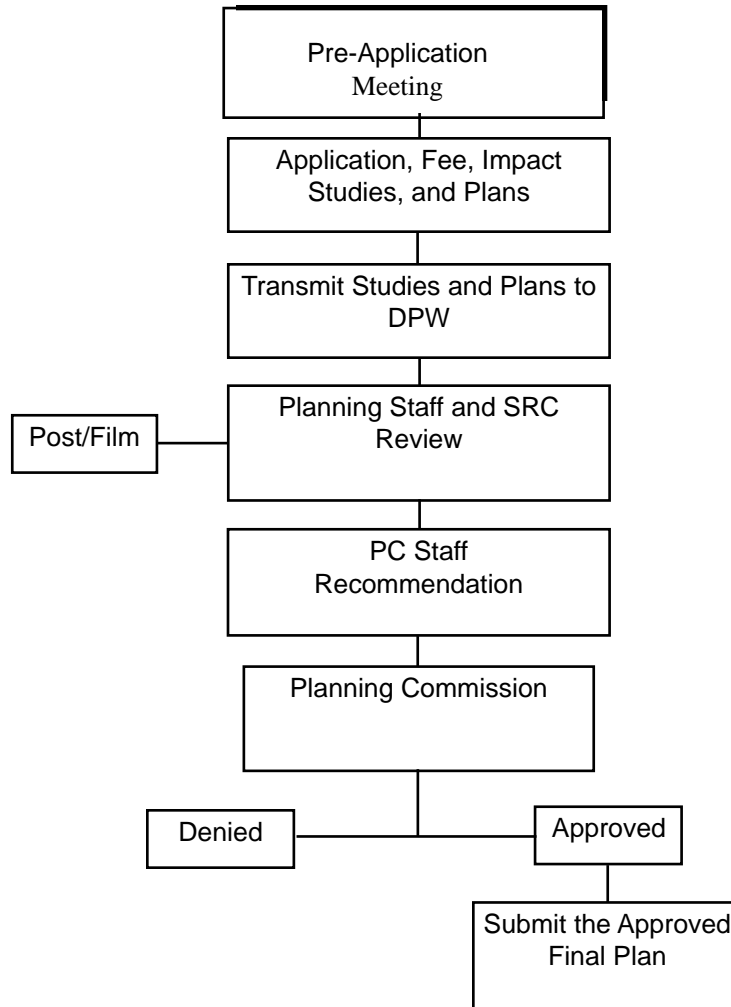 Pre-Application
Meeting
Application, Fee, Impact
Studies, and Plans
Transmit Studies and Plans to
DPW
Planning Staff and SRC
Review
Post/Film
PC Staff
Recommendation
Planning Commission
Denied
Approved
Submit the Approved
Final Plan